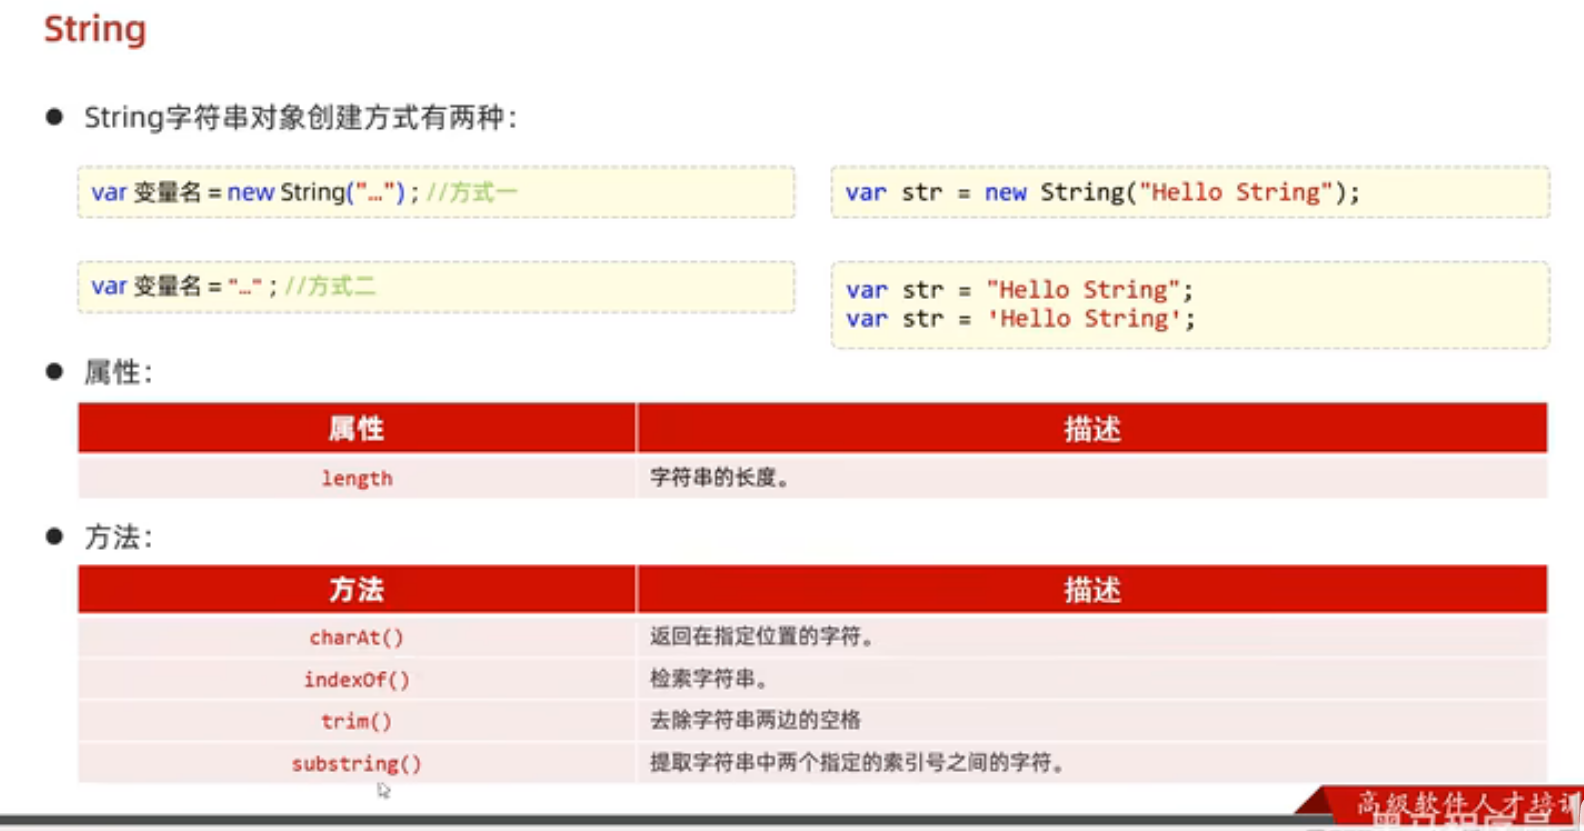 String
String字符串对象创建方式有两种：
var 变量名 = new String("…") ; //方式一
var str = new String("Hello String");
var 变量名 = "…" ; //方式二
var str = "Hello String";
var str = 'Hello String';
属性：
属性 描述
length 字符串的长度。
方法：
方法 描述
charAt() 返回在指定位置的字符。
indexOf() 检索字符串。
trim() 去除字符串两边的空格
substring() 提取字符串中两个指定的索引号之间的字符。
高级软件人才培训